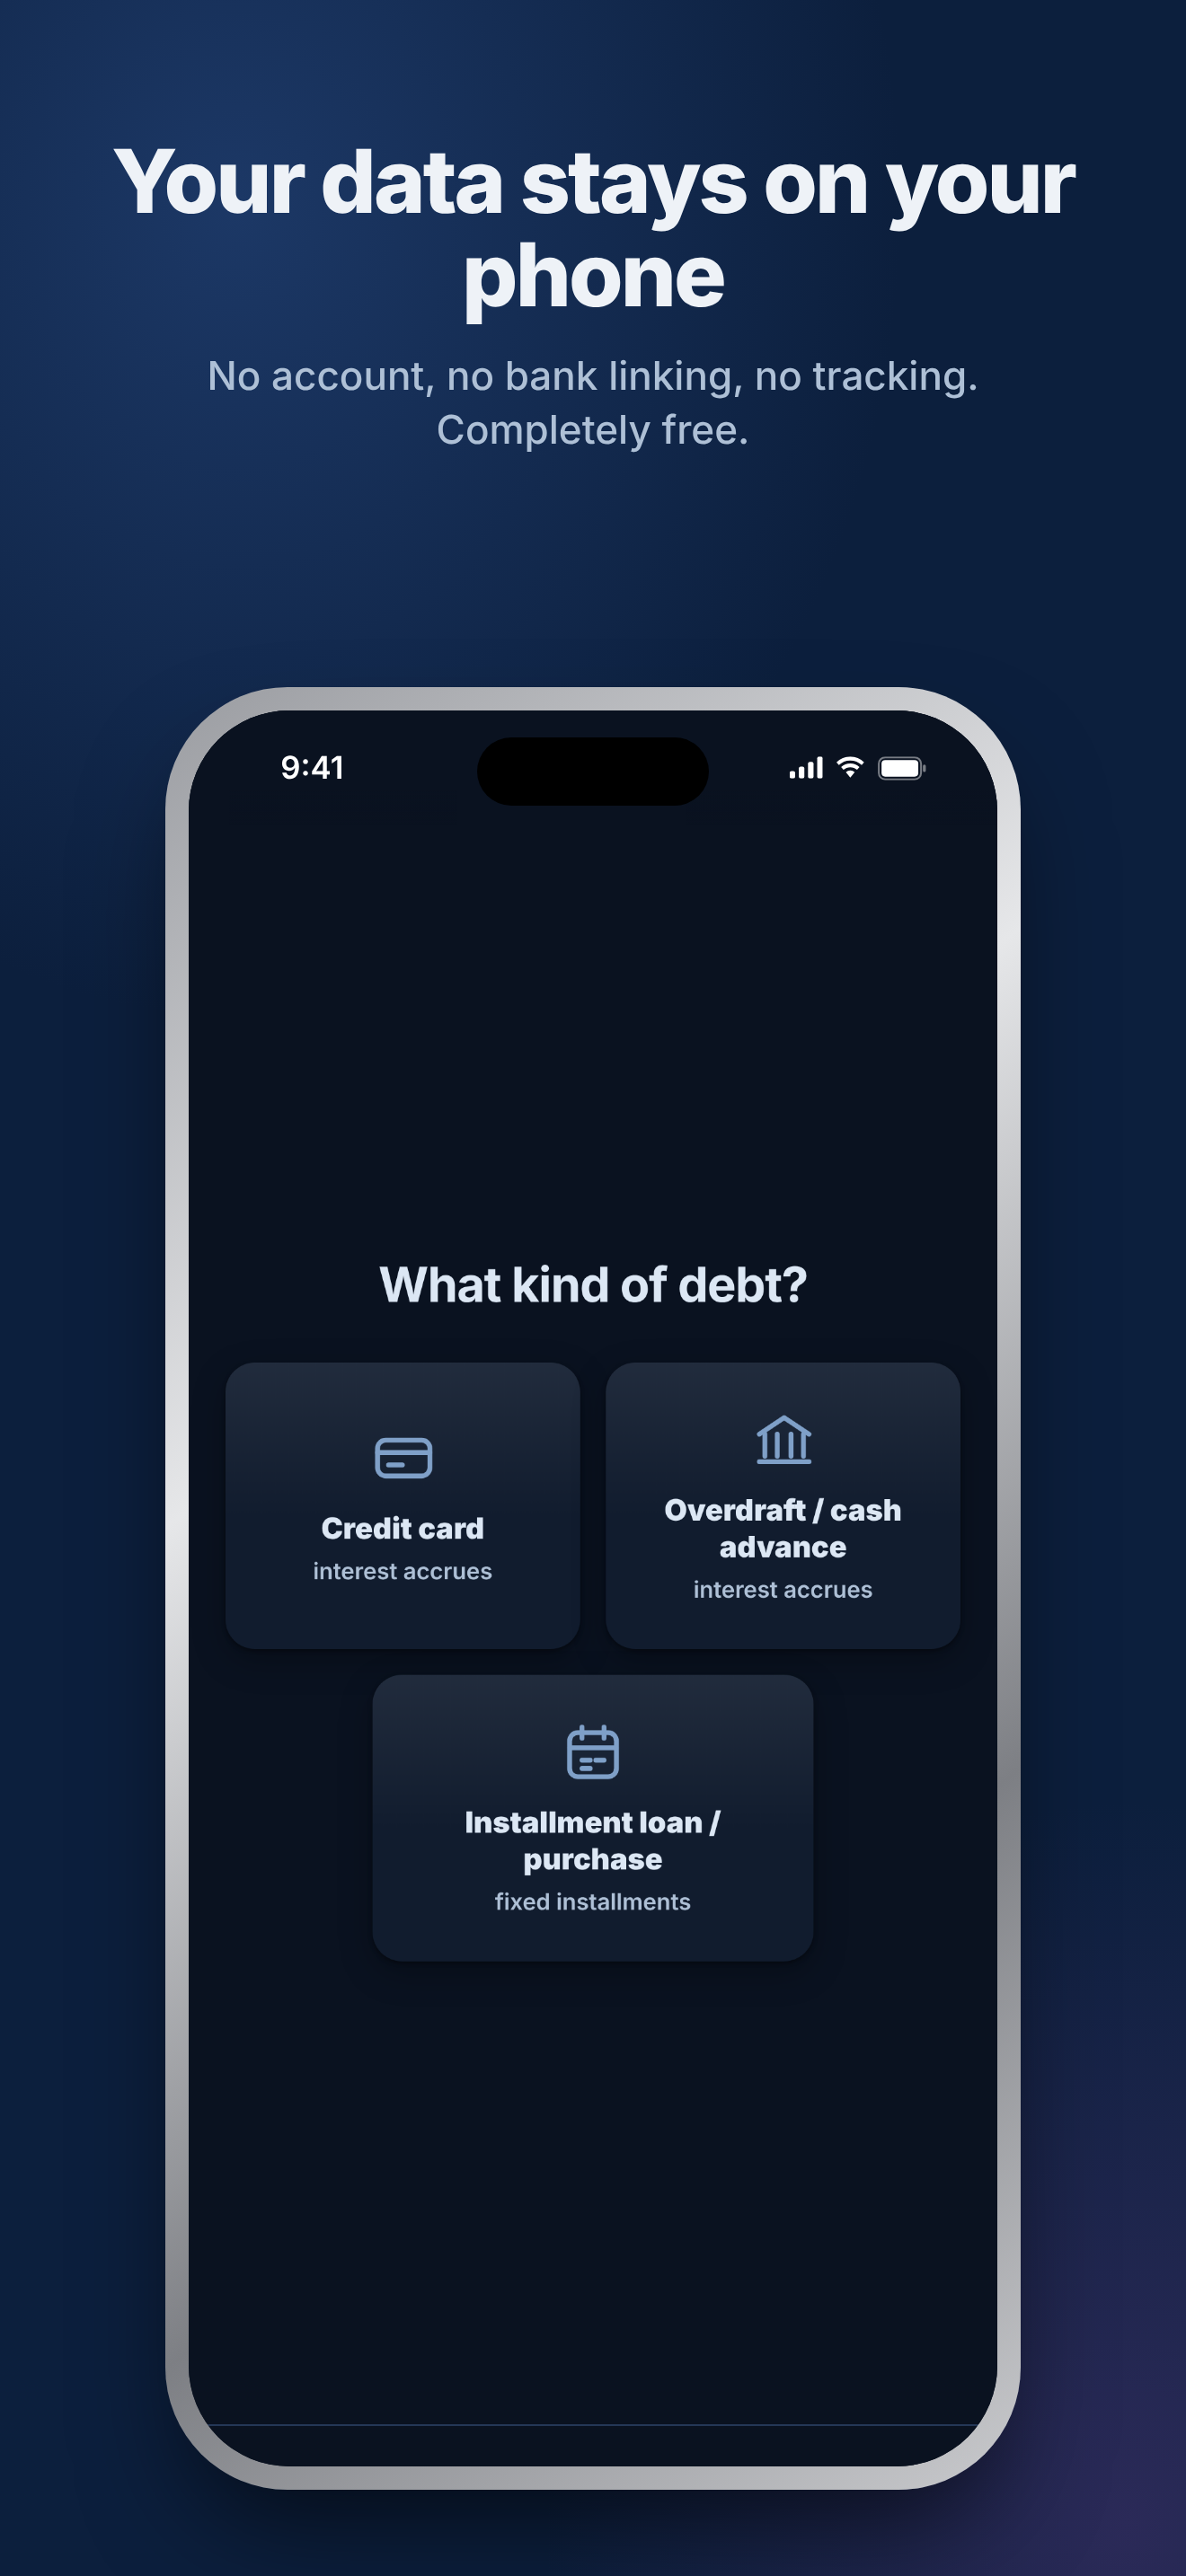 Your data stays on your
phone
No account, no bank linking, no tracking.
Completely free.
9:41
What kind of debt?
Credit card
interest accrues
Overdraft / cash
advance
interest accrues
Installment loan /
purchase
fixed installments